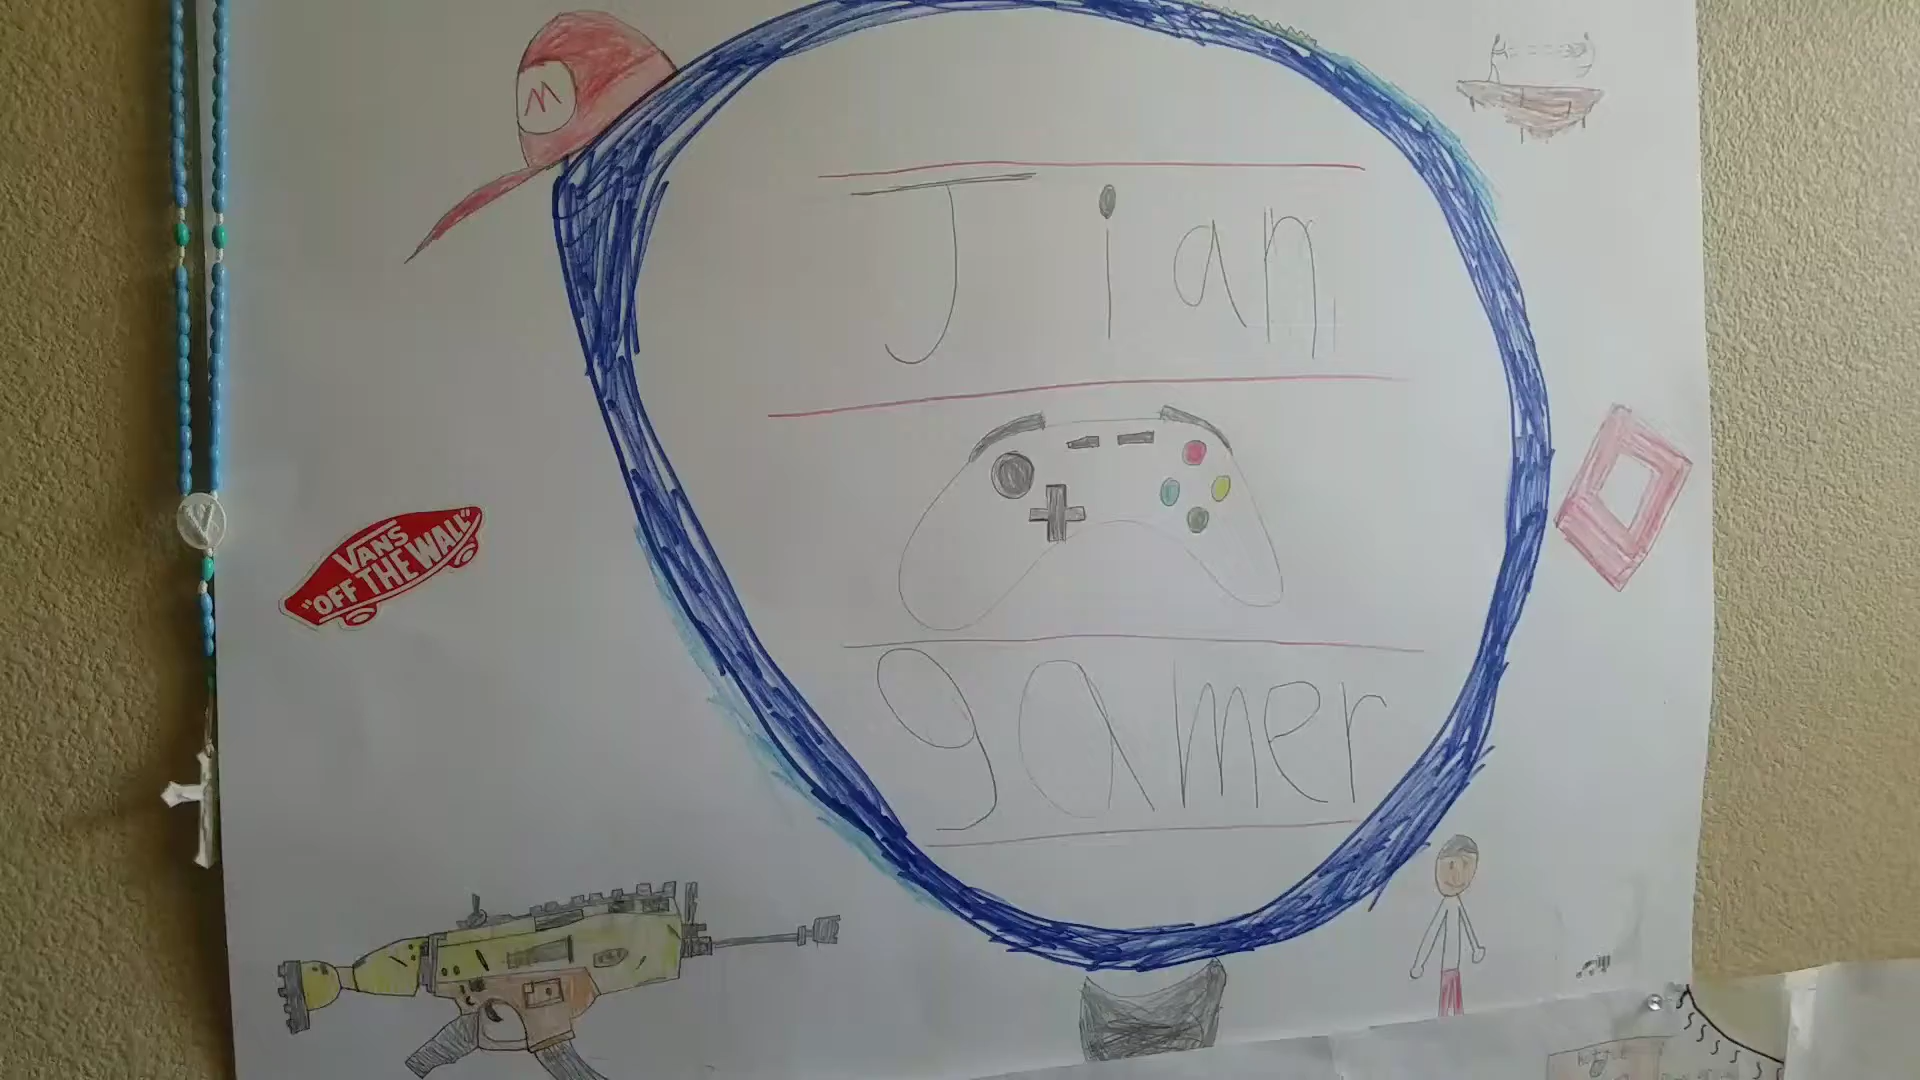 M
Jian
VANS
"OFF THE WALL"
gamer